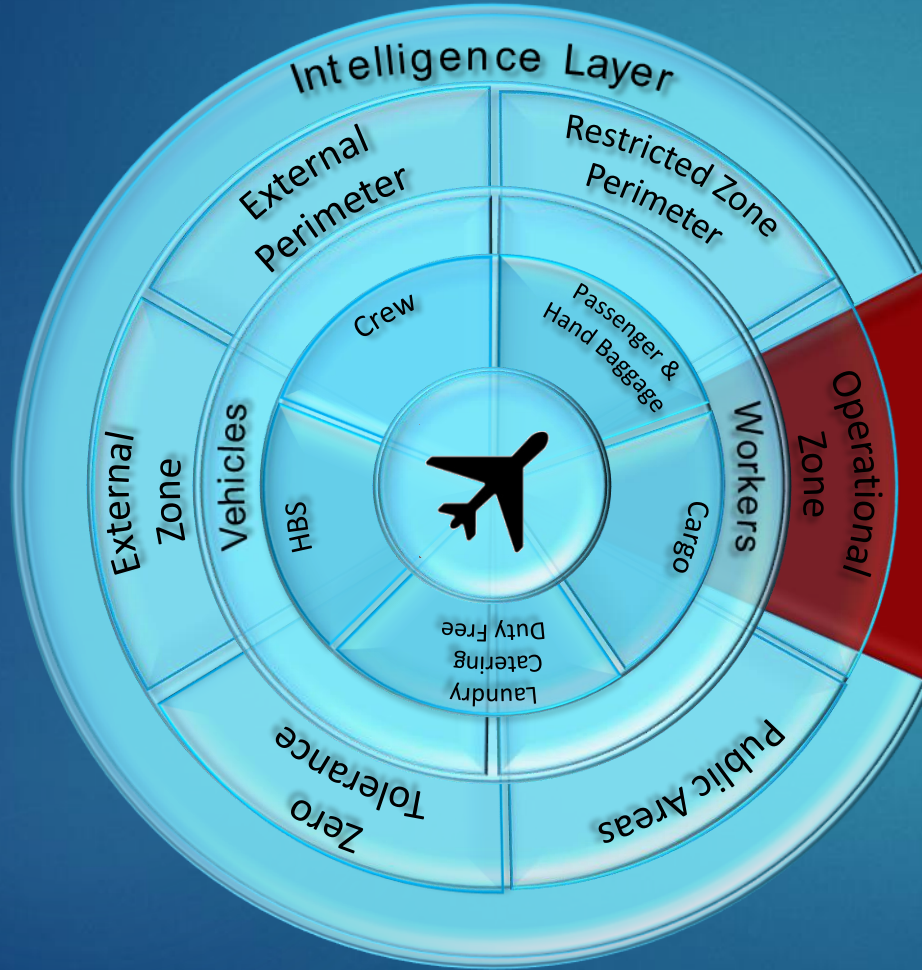 Intelligence Layer
External
Perimeter
Restricted Zone
Perimeter
Crew
Passenger &
Hand Baggage
External
Zone
Vehicles
HBS
Cargo
Workers
Operational
Zone
Duty Free
Catering
Laundry
Zero
Tolerance
Public Areas